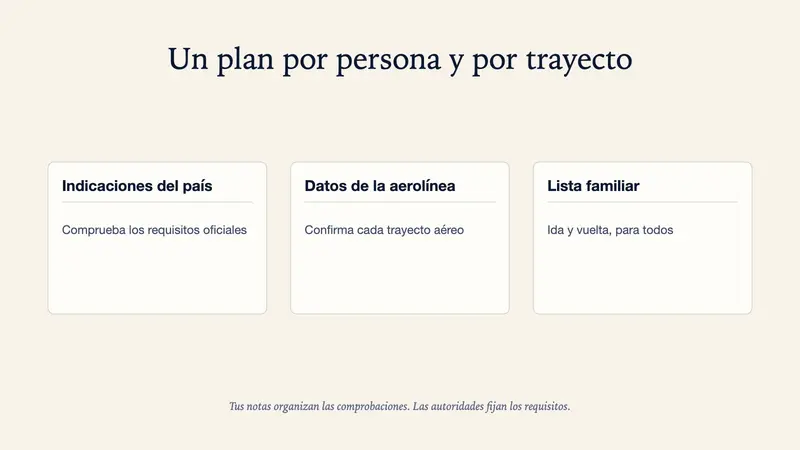 Un plan por persona y por trayecto
Indicaciones del país
Comprueba los requisitos oficiales
Datos de la aerolínea
Confirma cada trayecto aéreo
Lista familiar
Ida y vuelta, para todos
Tus notas organizan las comprobaciones. Las autoridades fijan los requisitos.